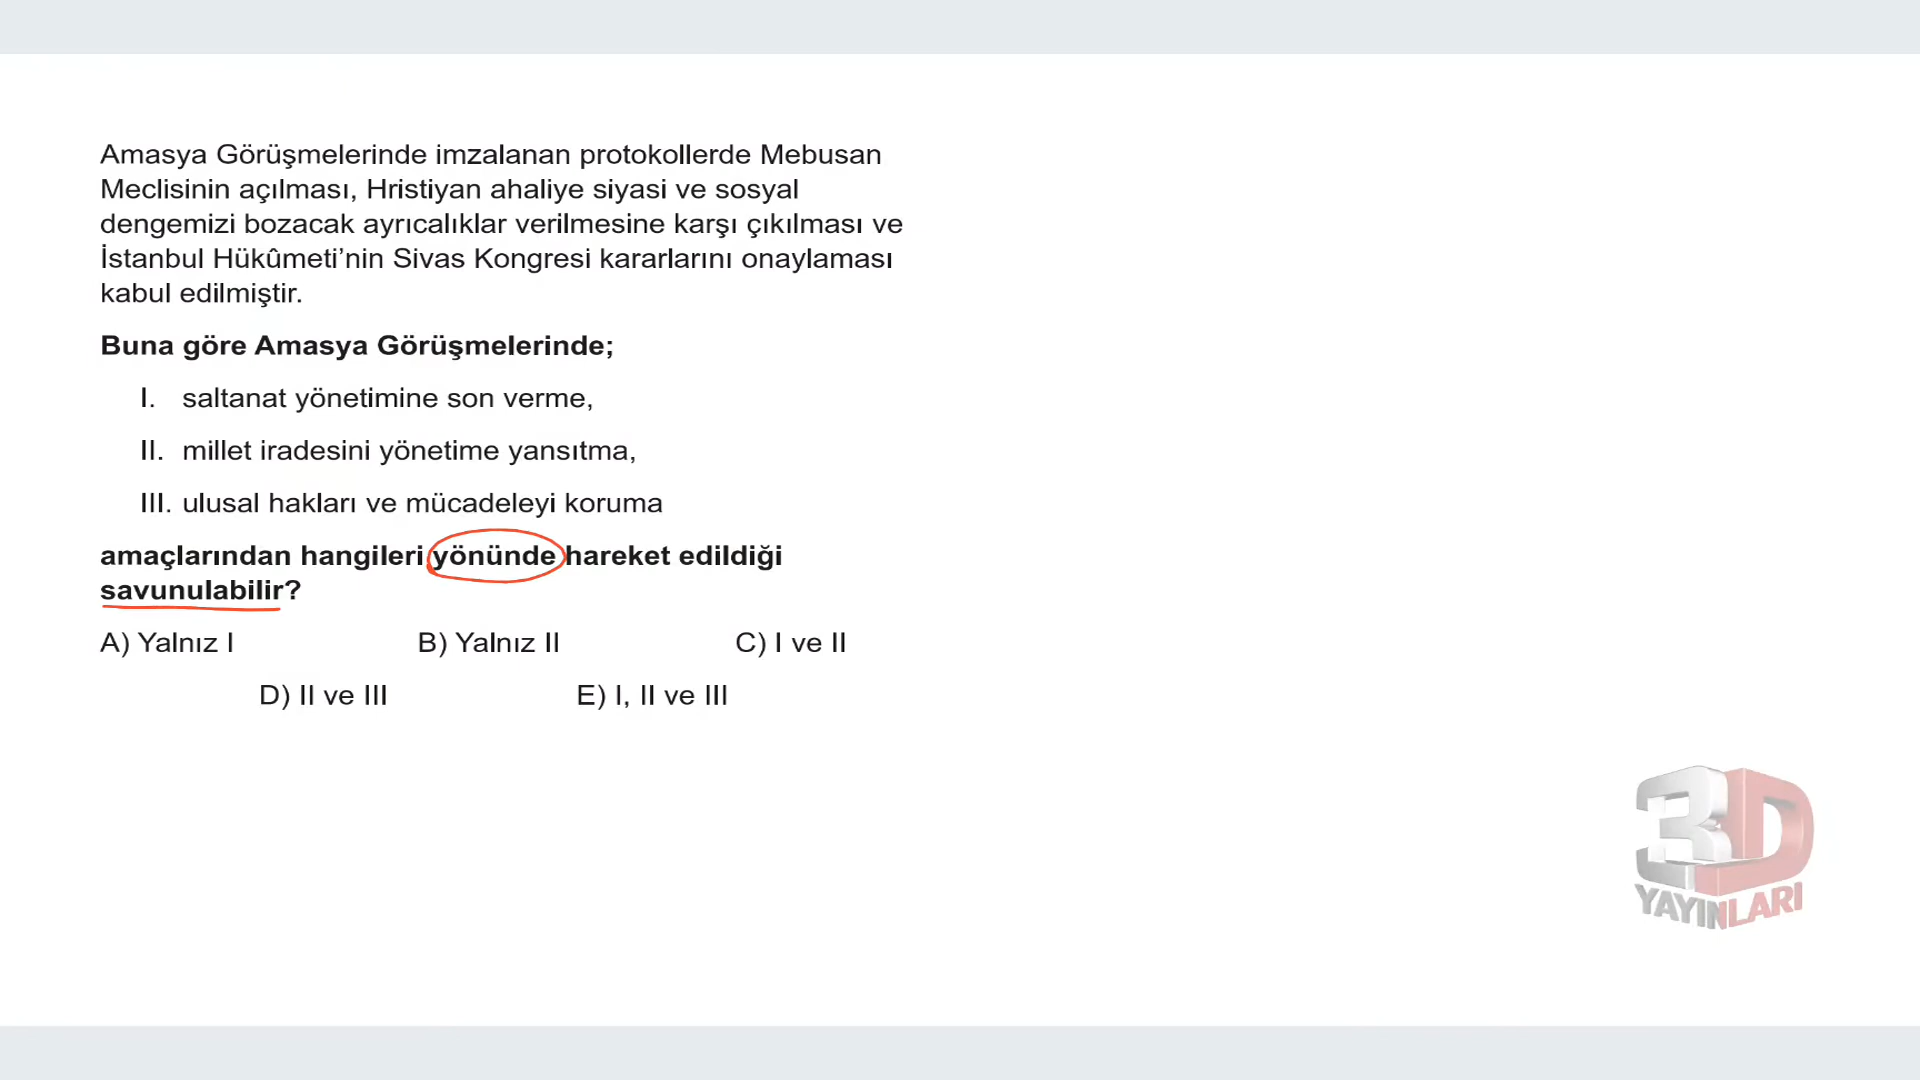 Amasya Görüşmelerinde imzalanan protokollerde Mebusan
Meclisinin açılması, Hristiyan ahaliye siyasi ve sosyal
dengemizi bozacak ayrıcalıklar verilmesine karşı çıkılması ve
İstanbul Hükûmeti’nin Sivas Kongresi kararlarını onaylaması
kabul edilmiştir.
Buna göre Amasya Görüşmelerinde;
I. saltanat yönetimine son verme,
II. millet iradesini yönetime yansıtma,
III. ulusal hakları ve mücadeleyi koruma
amaçlarından hangileri yönünde hareket edildiği
savunulabilir?
A) Yalnız I B) Yalnız II C) I ve II
D) II ve III E) I, II ve III
3D
YAYINLARI